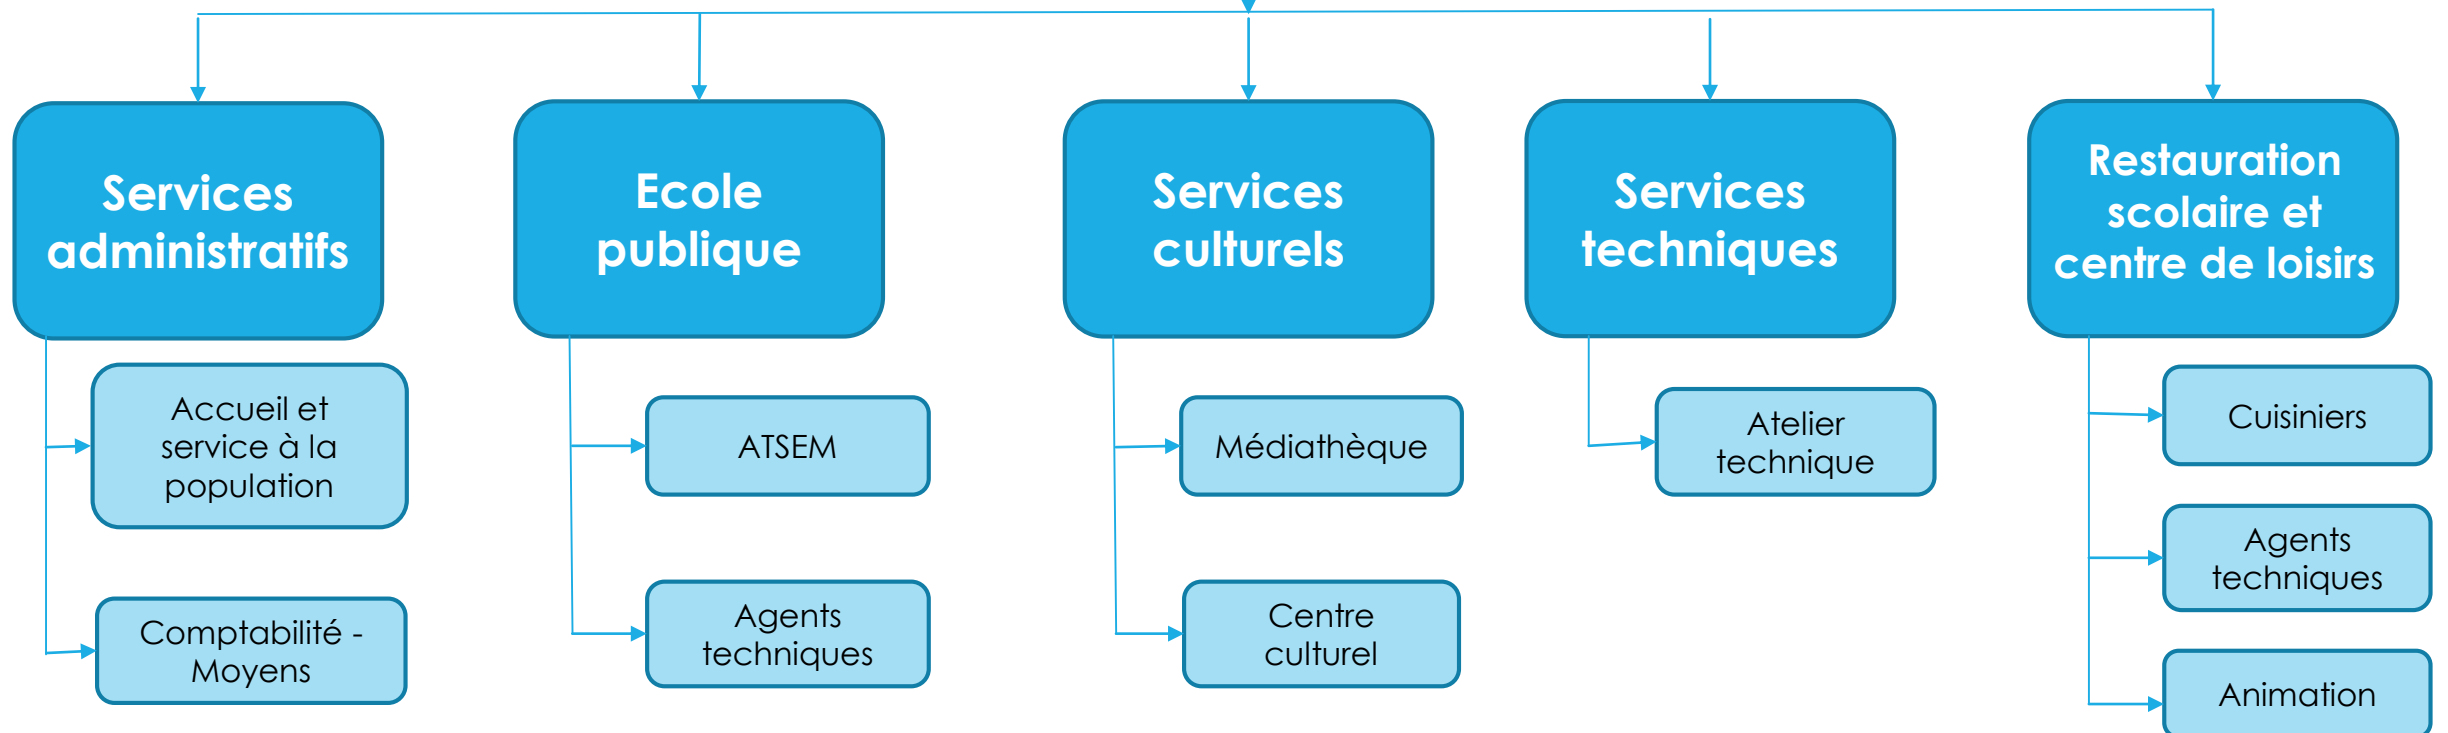 Services
administratifs
Ecole
publique
Services
culturels
Services
techniques
Restauration
scolaire et
centre de loisirs
Accueil et
service à la
population
Comptabilité -
Moyens
ATSEM
Agents
techniques
Médiathèque
Centre
culturel
Atelier
technique
Cuisiniers
Agents
techniques
Animation